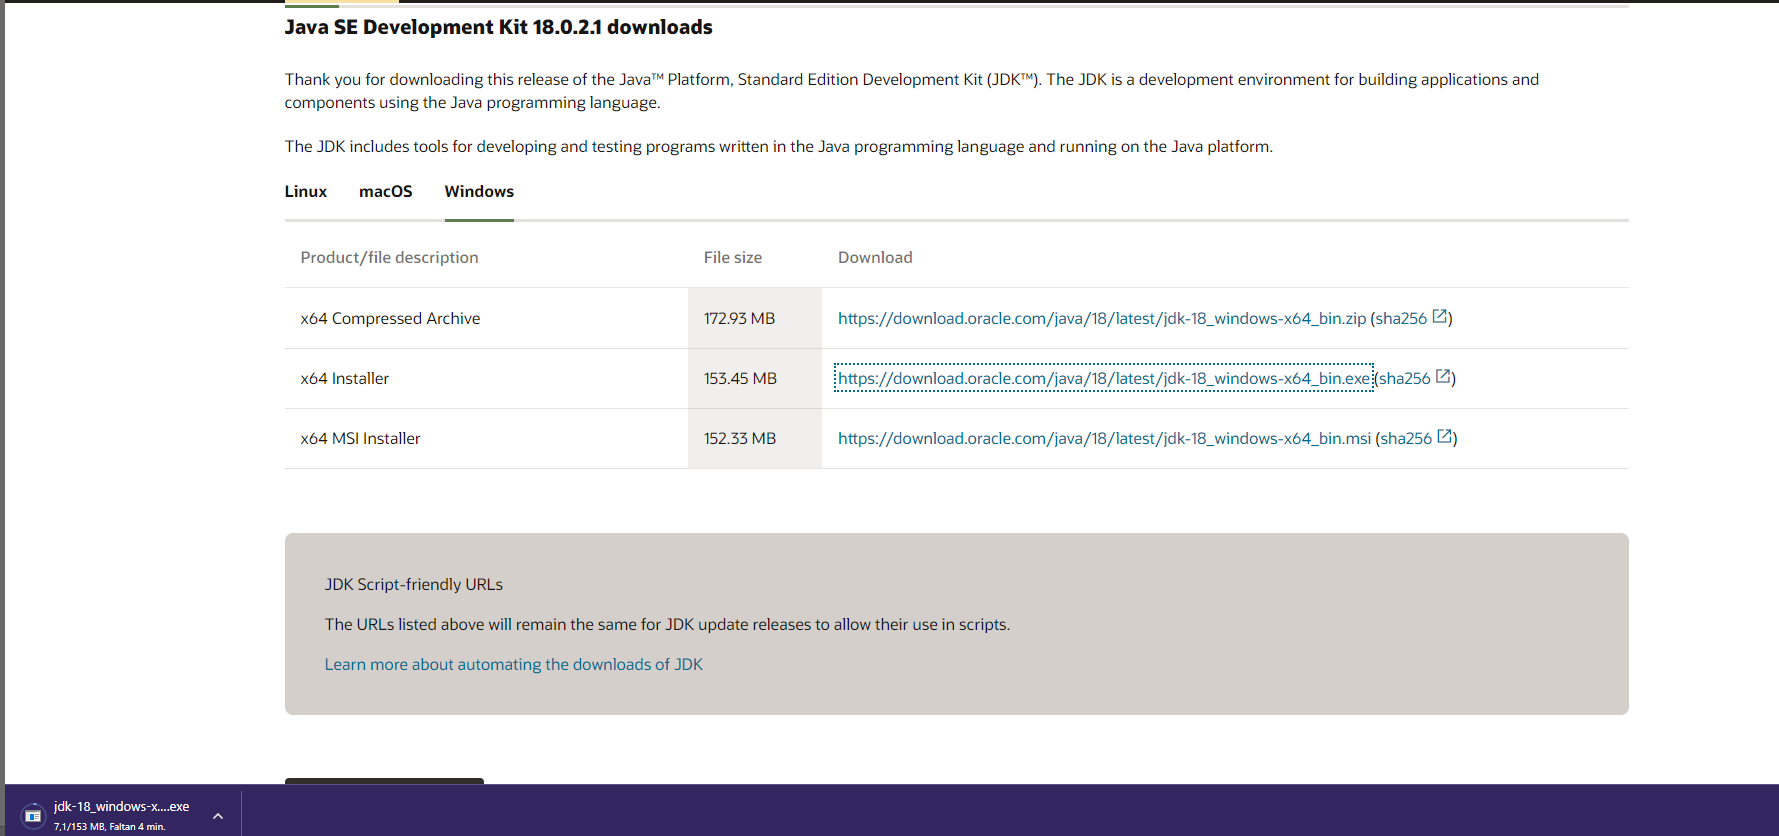 Java SE Development Kit 18.0.2.1 downloads
Thank you for downloading this release of the Java™ Platform, Standard Edition Development Kit (JDK™). The JDK is a development environment for building applications and
components using the Java programming language.
The JDK includes tools for developing and testing programs written in the Java programming language and running on the Java platform.
Linux macOS Windows
Product/file description File size Download
x64 Compressed Archive 172.93 MB https://download.oracle.com/java/18/latest/jdk-18_windows-x64_bin.zip (sha256)
x64 Installer 153.45 MB https://download.oracle.com/java/18/latest/jdk-18_windows-x64_bin.exe (sha256)
x64 MSI Installer 152.33 MB https://download.oracle.com/java/18/latest/jdk-18_windows-x64_bin.msi (sha256)
JDK Script-friendly URLs
The URLs listed above will remain the same for JDK update releases to allow their use in scripts.
Learn more about automating the downloads of JDK
jdk-18_windows-x....exe
7,1/153 MB, Faltan 4 min.